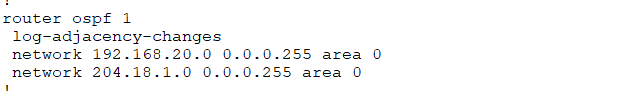 !
router ospf 1
 log-adjacency-changes
 network 192.168.20.0 0.0.0.255 area 0
 network 204.18.1.0 0.0.0.255 area 0
!